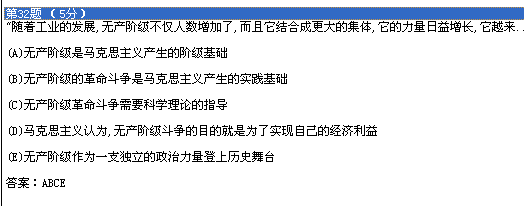 第32题 (5分)
"随着工业的发展,无产阶级不仅人数增加了,而且它结合成更大的集体,它的力量日益增长,它越来..
(A)无产阶级是马克思主义产生的阶级基础
(B)无产阶级的革命斗争是马克思主义产生的实践基础
(C)无产阶级革命斗争需要科学理论的指导
(D)马克思主义认为,无产阶级斗争的目的就是为了实现自己的经济利益
(E)无产阶级作为一支独立的政治力量登上历史舞台
答案：ABCE